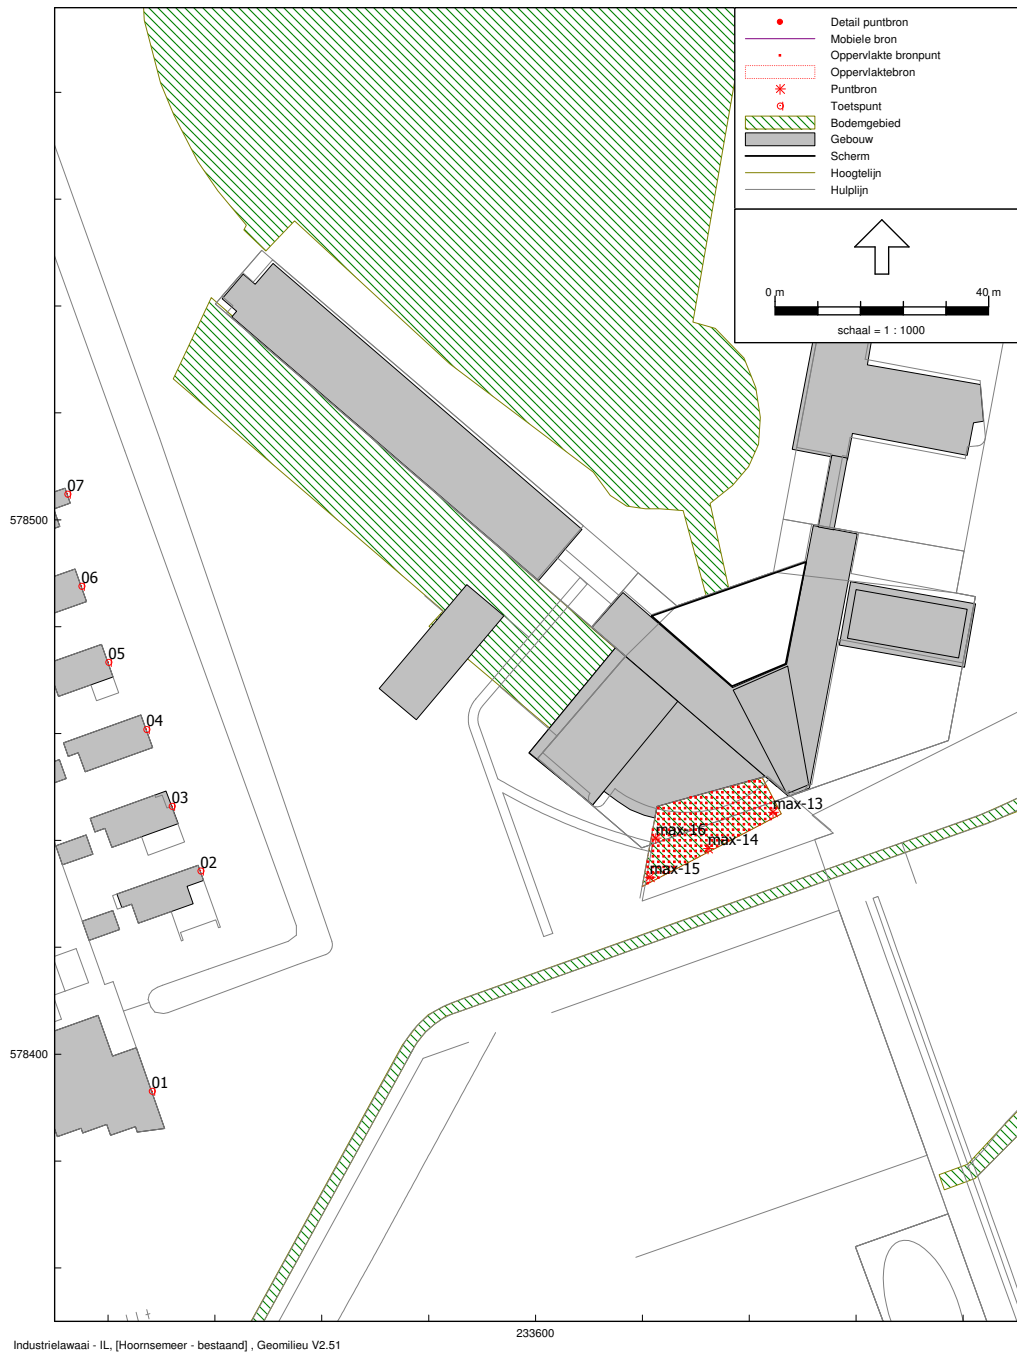 Detail puntbron
Mobiele bron
Oppervlakte bronpunt
Oppervlaktebron
Puntbron
Toetspunt
Bodemgebied
Gebouw
Scherm
Hoogtelijn
Hulplijn
0 m 40 m
schaal = 1 : 1000
07
578500
06
05
04
03
max-13
max-16
max-14
02
max-15
578400
01
233600
Industrielawaai - IL, [Hoornsemeer - bestaand] , Geomilieu V2.51